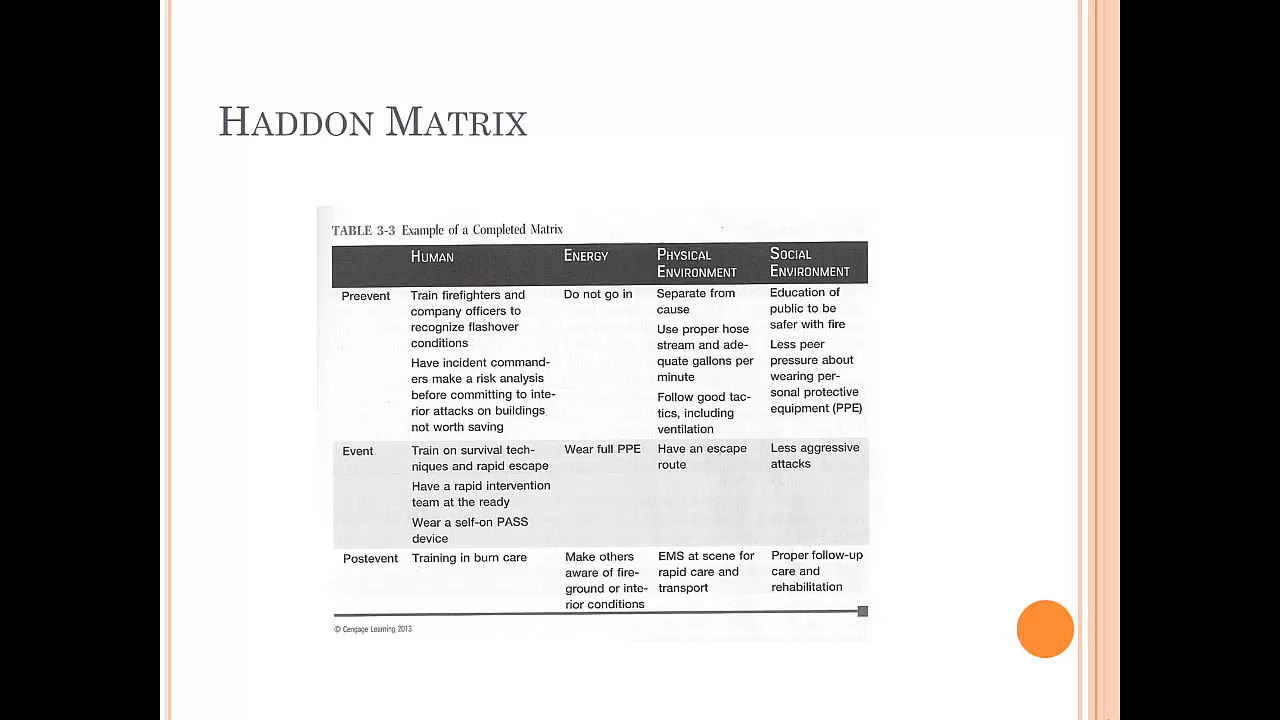 HADDON MATRIX
TABLE 3-3 Example of a Completed Matrix
HUMAN
ENERGY
PHYSICAL
ENVIRONMENT
SOCIAL
ENVIRONMENT
Preevent
Train firefighters and
company officers to
recognize flashover
conditions
Have incident command-
ers make a risk analysis
before committing to inte-
rior attacks on buildings
not worth saving
Do not go in
Separate from
cause
Use proper hose
stream and ade-
quate gallons per
minute
Follow good tac-
tics, including
ventilation
Education of
public to be
safer with fire
Less peer
pressure about
wearing per-
sonal protective
equipment (PPE)
Event
Train on survival tech-
niques and rapid escape
Have a rapid intervention
team at the ready
Wear a self-on PASS
device
Wear full PPE
Have an escape
route
Less aggressive
attacks
Postevent
Training in burn care
Make others
aware of fire-
ground or inte-
rior conditions
EMS at scene for
rapid care and
transport
Proper follow-up
care and
rehabilitation
© Cengage Learning 2013